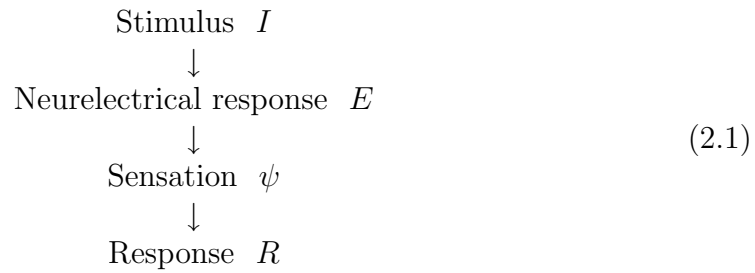 Stimulus I
↓
Neurelectrical response E
↓
(2.1)
Sensation ψ
↓
Response R